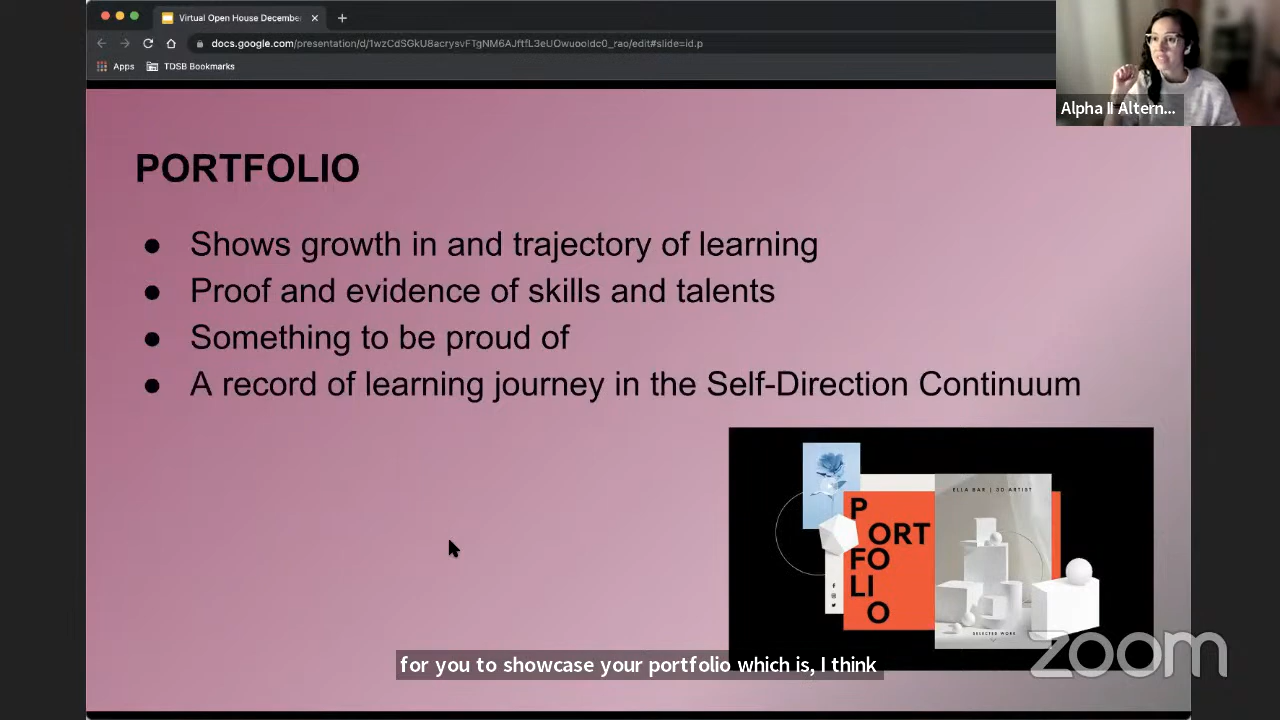 Virtual Open House December
docs.google.com/presentation/d/1wzCdSGkU8acrysvFTgNM6AJftfL3eUOwuooIdc0_rao/edit#slide=id.p
Apps
TDSB Bookmarks
Alpha II Altern...
PORTFOLIO
● Shows growth in and trajectory of learning
● Proof and evidence of skills and talents
● Something to be proud of
● A record of learning journey in the Self-Direction Continuum
ELLA BAR | 3D ARTIST
P
ORT
FO
LI
O
SELECTED WORK
for you to showcase your portfolio which is, I think
zoom